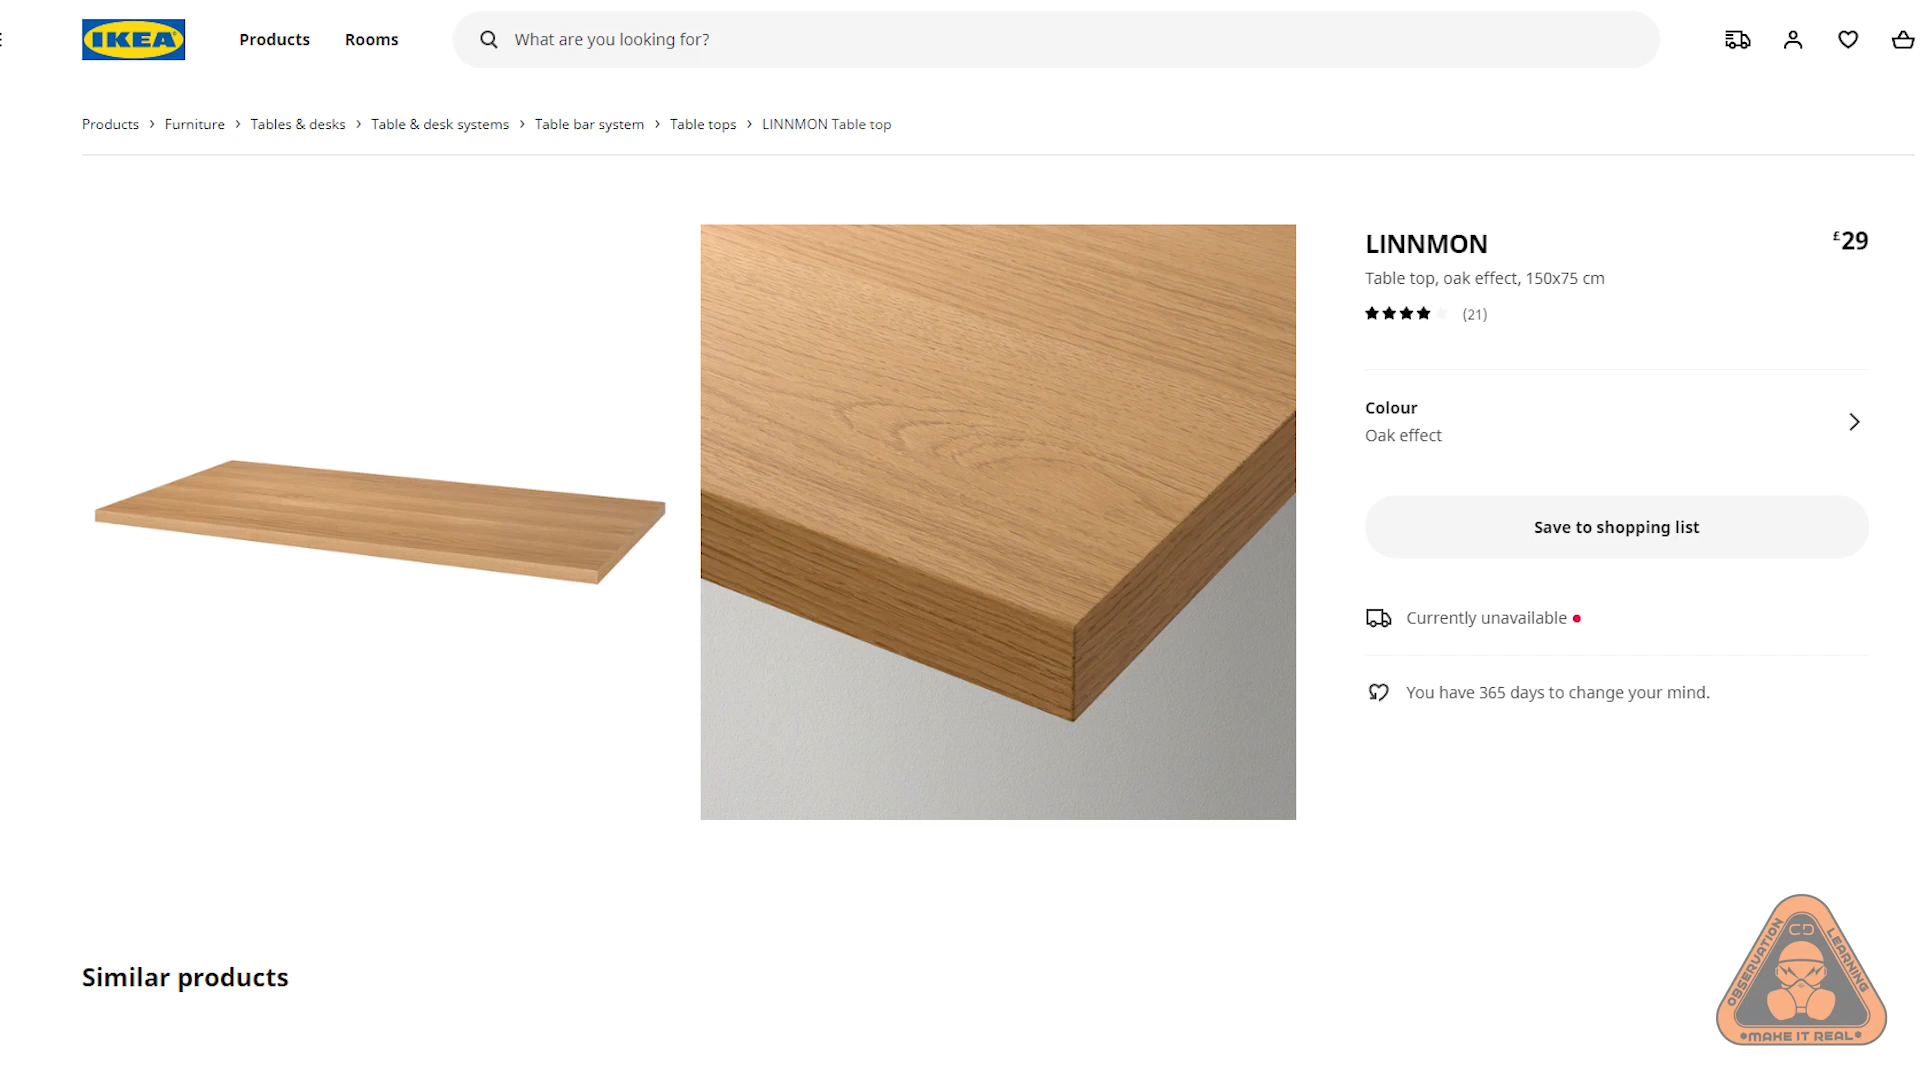 IKEA
Products
Rooms
What are you looking for?
Products > Furniture > Tables & desks > Table & desk systems > Table bar system > Table tops > LINNMON Table top
LINNMON
£29
Table top, oak effect, 150x75 cm
(21)
Colour
Oak effect
Save to shopping list
Currently unavailable
You have 365 days to change your mind.
Similar products
CD
OBSERVATION
LEARNING
*MAKE IT REAL*